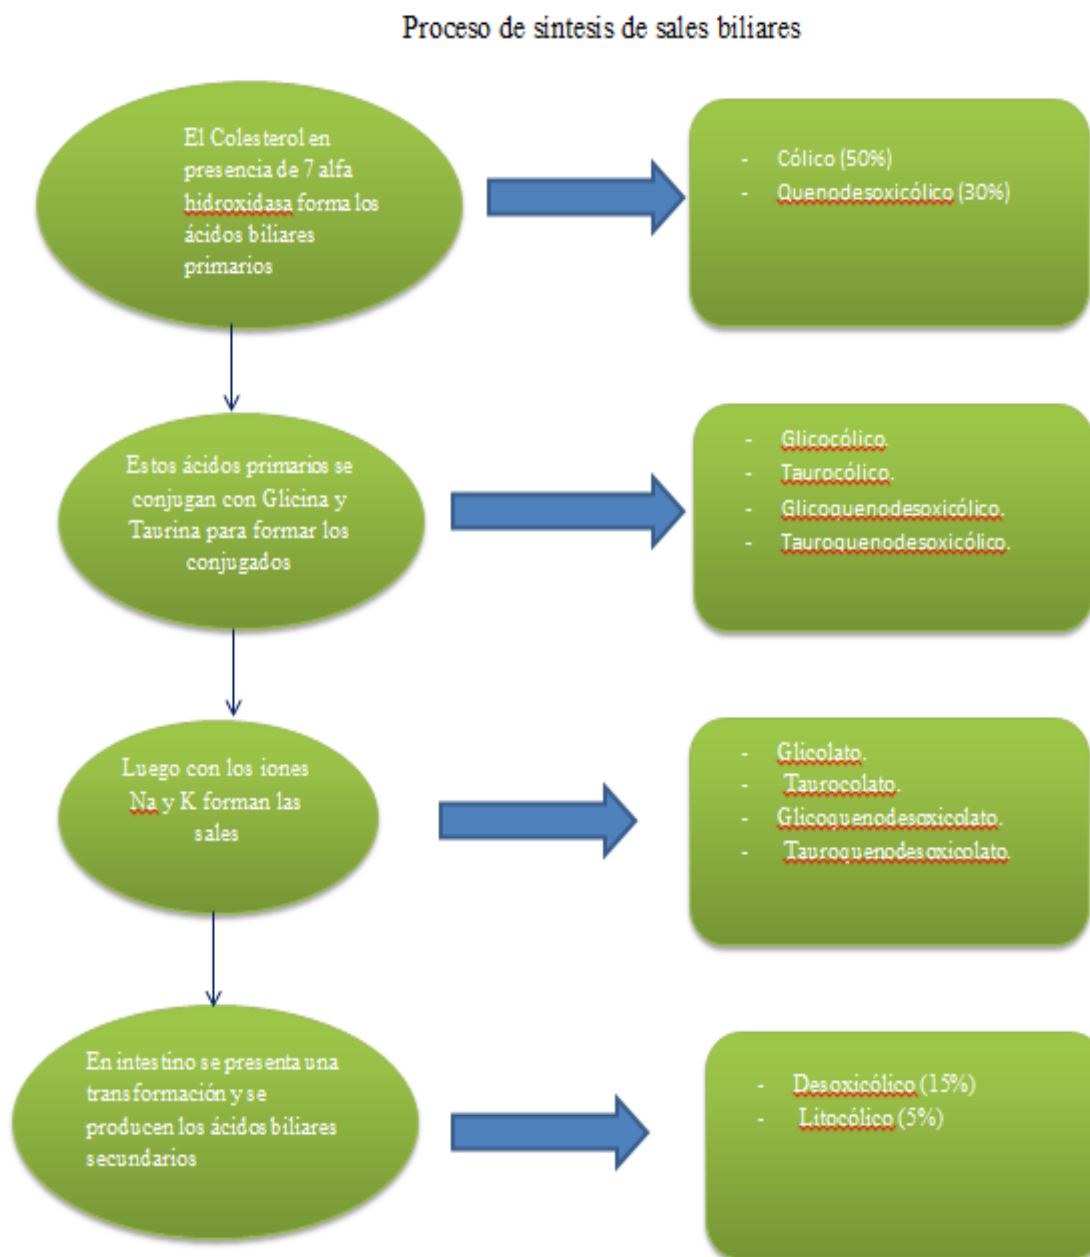 Proceso de sintesis de sales biliares
El Colesterol en
presencia de 7 alfa
hidroxidasa forma los
ácidos biliares
primarios
- Cólico (50%)
- Quenodesoxicólico (30%)
Estos ácidos primarios se
conjugan con Glicina y
Taurina para formar los
conjugados
- Glicocólico.
- Taurocólico.
- Glicoquenodesoxicólico.
- Tauroquenodesoxicólico.
Luego con los iones
Na y K forman las
sales
- Glicolato.
- Taurocolato.
- Glicoquenodesoxicolato.
- Tauroquenodesoxicolato.
En intestino se presenta una
transformación y se
producen los ácidos biliares
secundarios
- Desoxicólico (15%)
- Litocólico (5%)